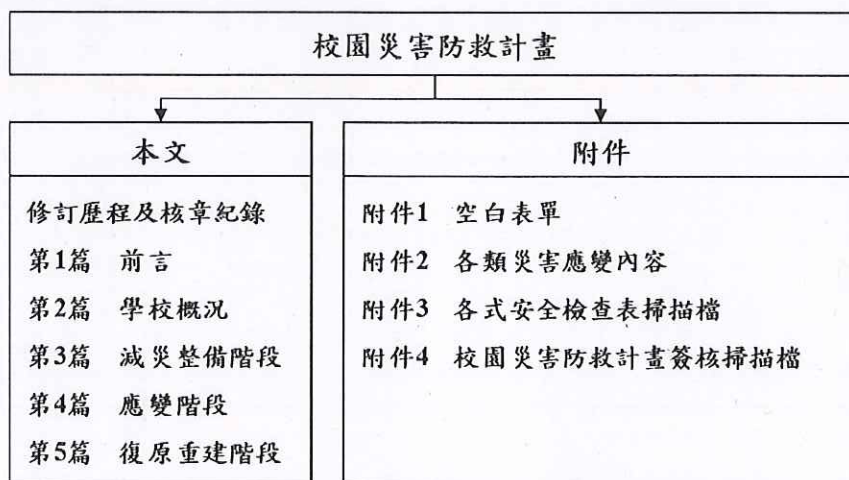 校園災害防救計畫
本文
修訂歷程及核章紀錄
第1篇 前言
第2篇 學校概況
第3篇 減災整備階段
第4篇 應變階段
第5篇 復原重建階段
附件
附件1 空白表單
附件2 各類災害應變內容
附件3 各式安全檢查表掃描檔
附件4 校園災害防救計畫簽核掃描檔